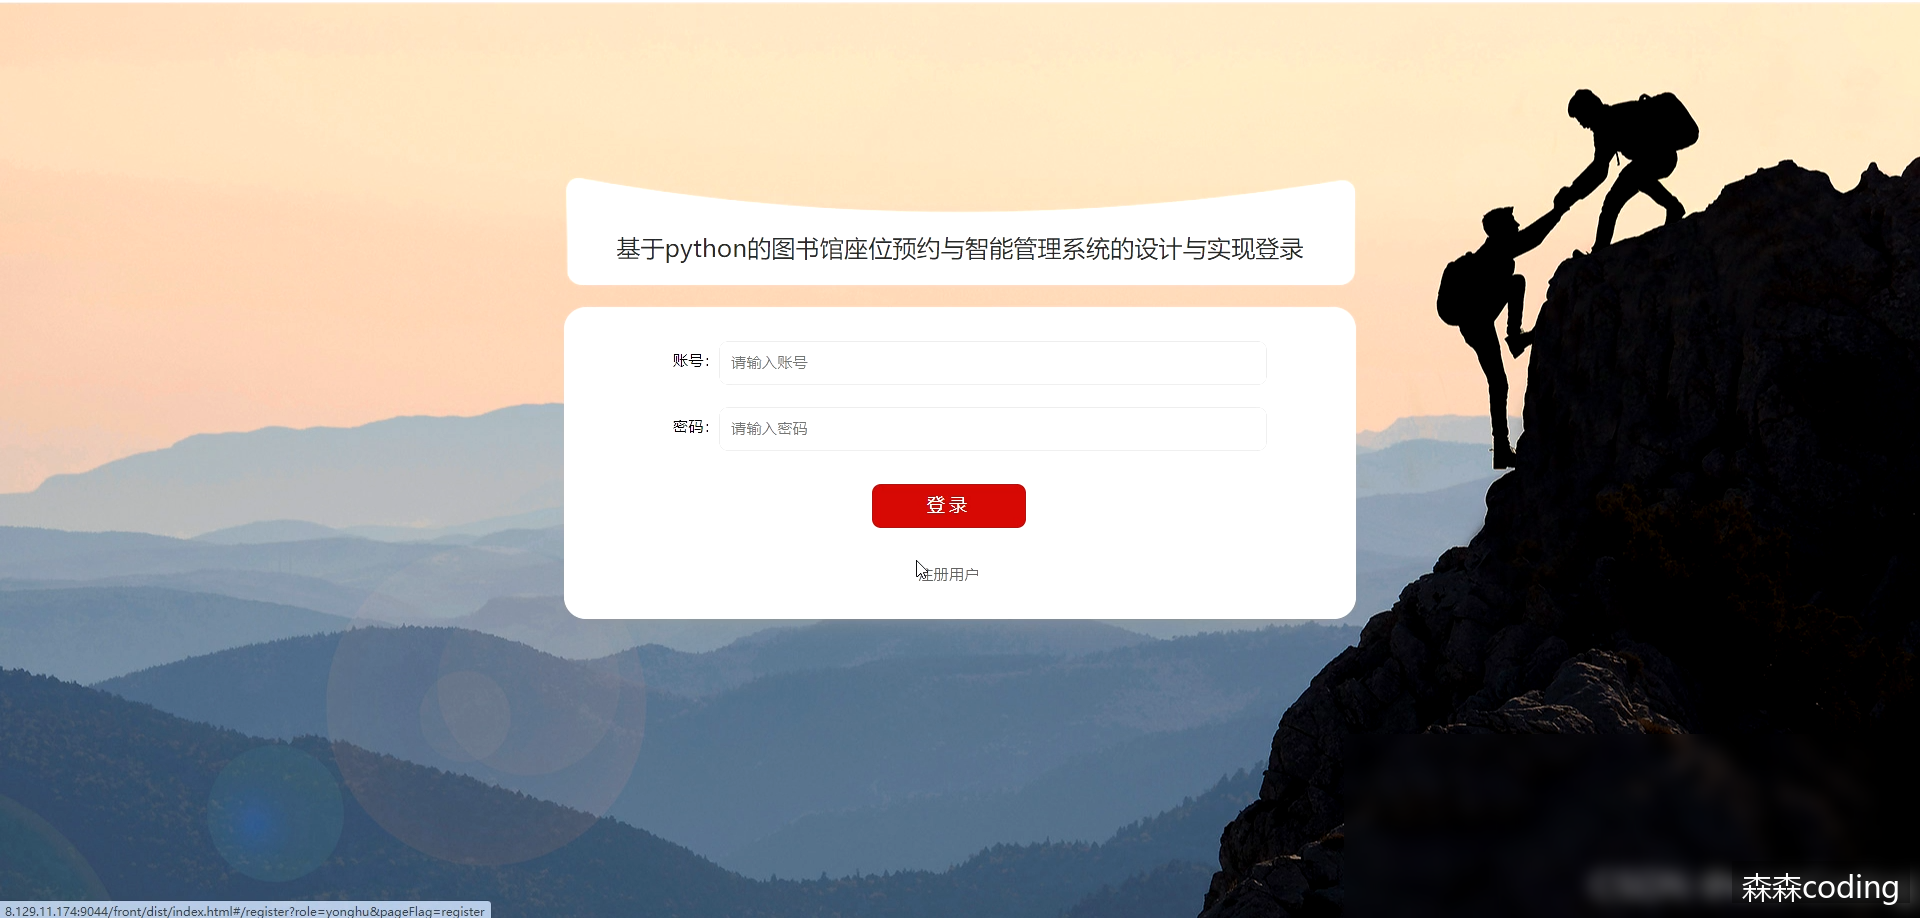 基于python的图书馆座位预约与智能管理系统的设计与实现登录
账号：
请输入账号
密码：
请输入密码
登录
注册用户
森森coding
8.129.11.174:9044/front/dist/index.html#/register?role=yonghu&pageFlag=register